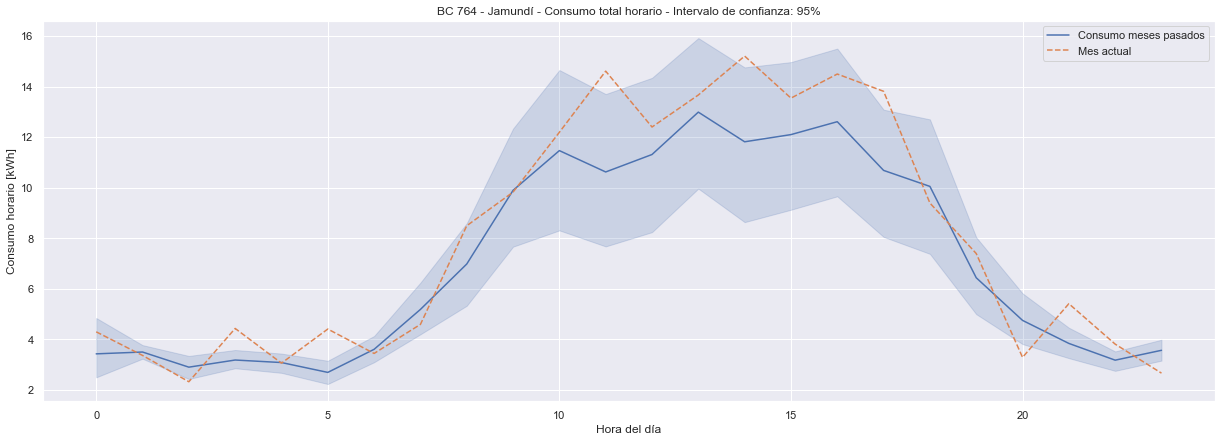 BC 764 - Jamundí - Consumo total horario - Intervalo de confianza: 95%
Consumo meses pasados
Mes actual
Consumo horario [kWh]
16
14
12
10
8
6
4
2
0
5
10
15
20
Hora del día